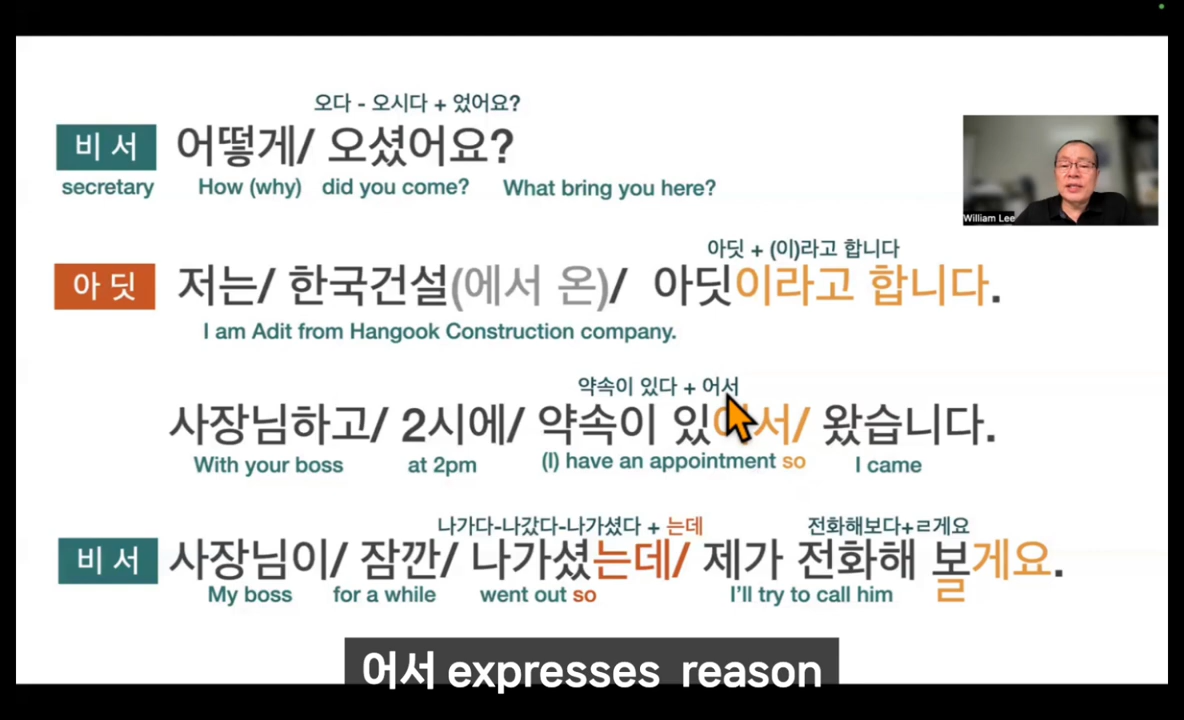 오다 - 오시다 + 었어요?
비 서 어떻게/ 오셨어요?
secretary How (why) did you come? What bring you here?
William Lee
아딧 + (이)라고 합니다
아 딧 저는/ 한국건설(에서 온)/ 아딧이라고 합니다.
I am Adit from Hangook Construction company.
약속이 있다 + 어서
사장님하고/ 2시에/ 약속이 있어서/ 왔습니다.
With your boss at 2pm (I) have an appointment so I came
나가다-나갔다-나가셨다 + 는데 전화해보다+ㄹ게요
비 서 사장님이/ 잠깐/ 나가셨는데/ 제가 전화해 보게요.
ㄹ
My boss for a while went out so I'll try to call him
어서 expresses reason